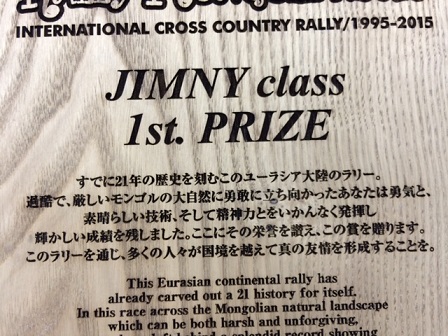 INTERNATIONAL CROSS COUNTRY RALLY/1995-2015
JIMNY class
1st. PRIZE
すでに21年の歴史を刻むこのユーラシア大陸のラリー。
過酷で、厳しいモンゴルの大自然に勇敢に立ち向かったあなたは勇気と、
素晴らしい技術、そして精神力とをいかんなく発揮し
輝かしい成績を残しました。ここにその栄誉を讃え、この賞を贈ります。
このラリーを通じ、多くの人々が国境を越えて真の友情を形成することを。
This Eurasian continental rally has
already carved out a 21 history for itself.
In this race across the Mongolian natural landscape
which can be both harsh and unforgiving,
behind a splendid record showing